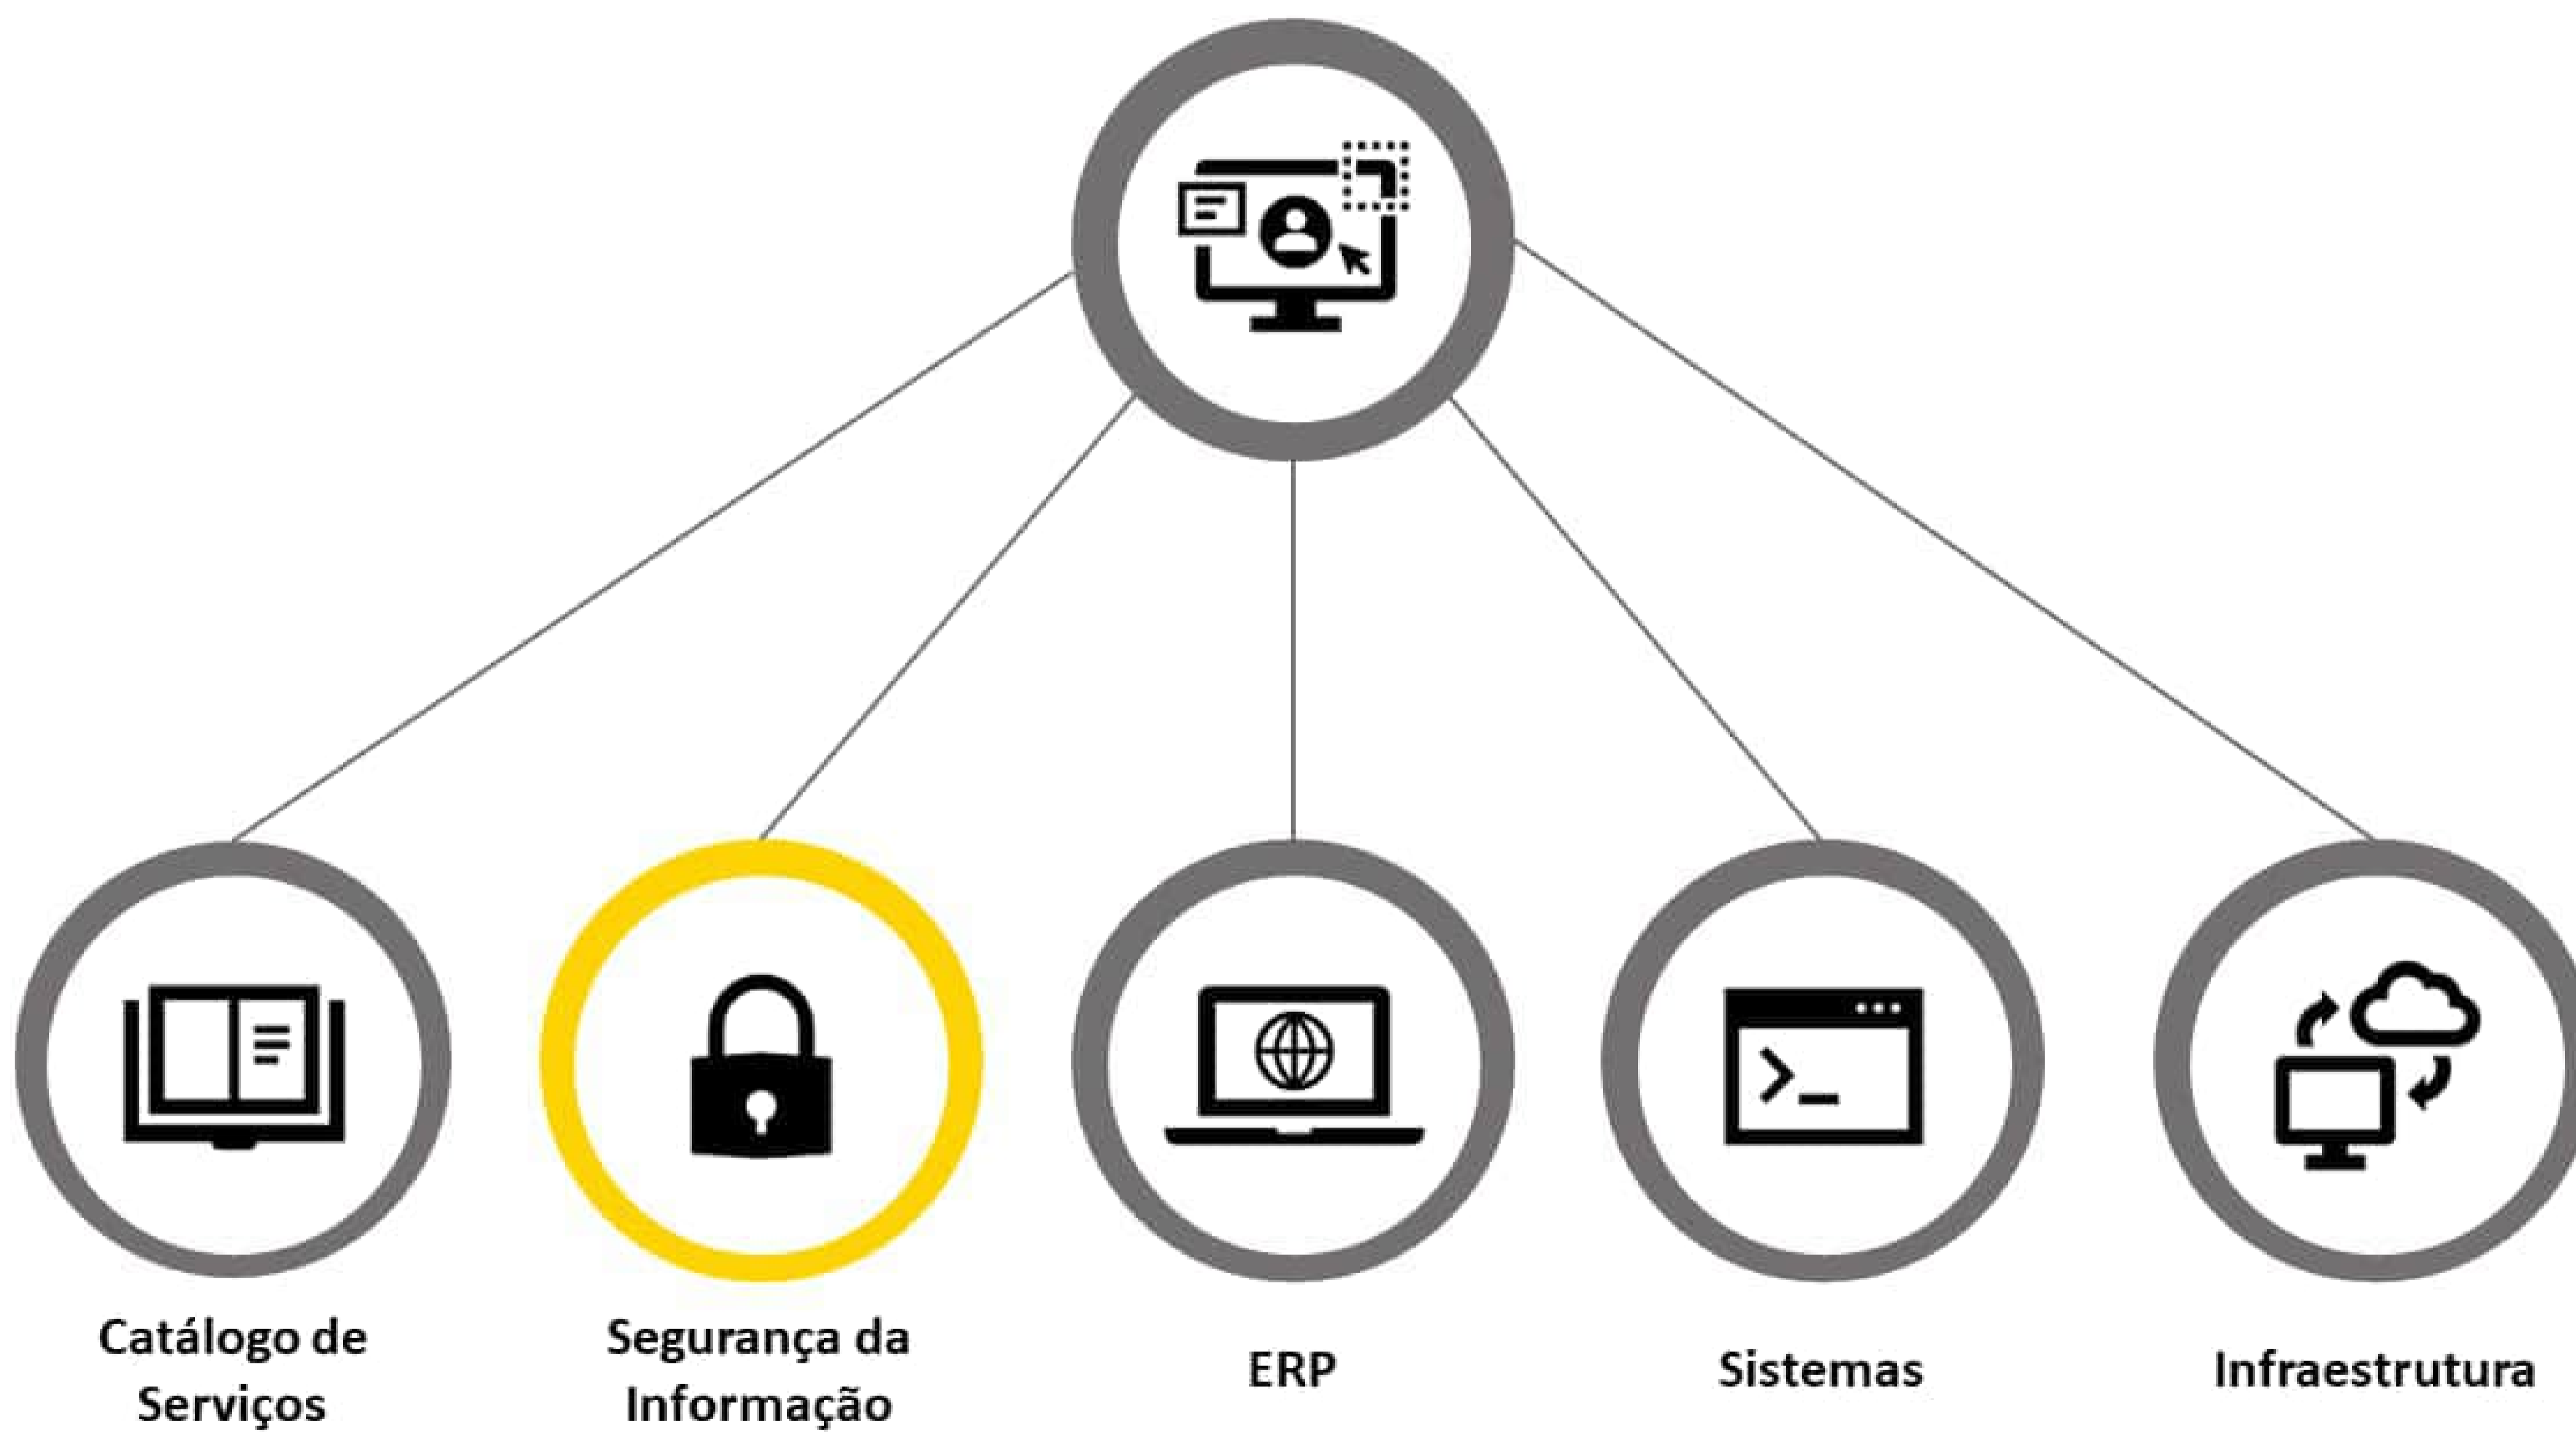 Catálogo de
Serviços
Segurança da
Informação
ERP
Sistemas
Infraestrutura